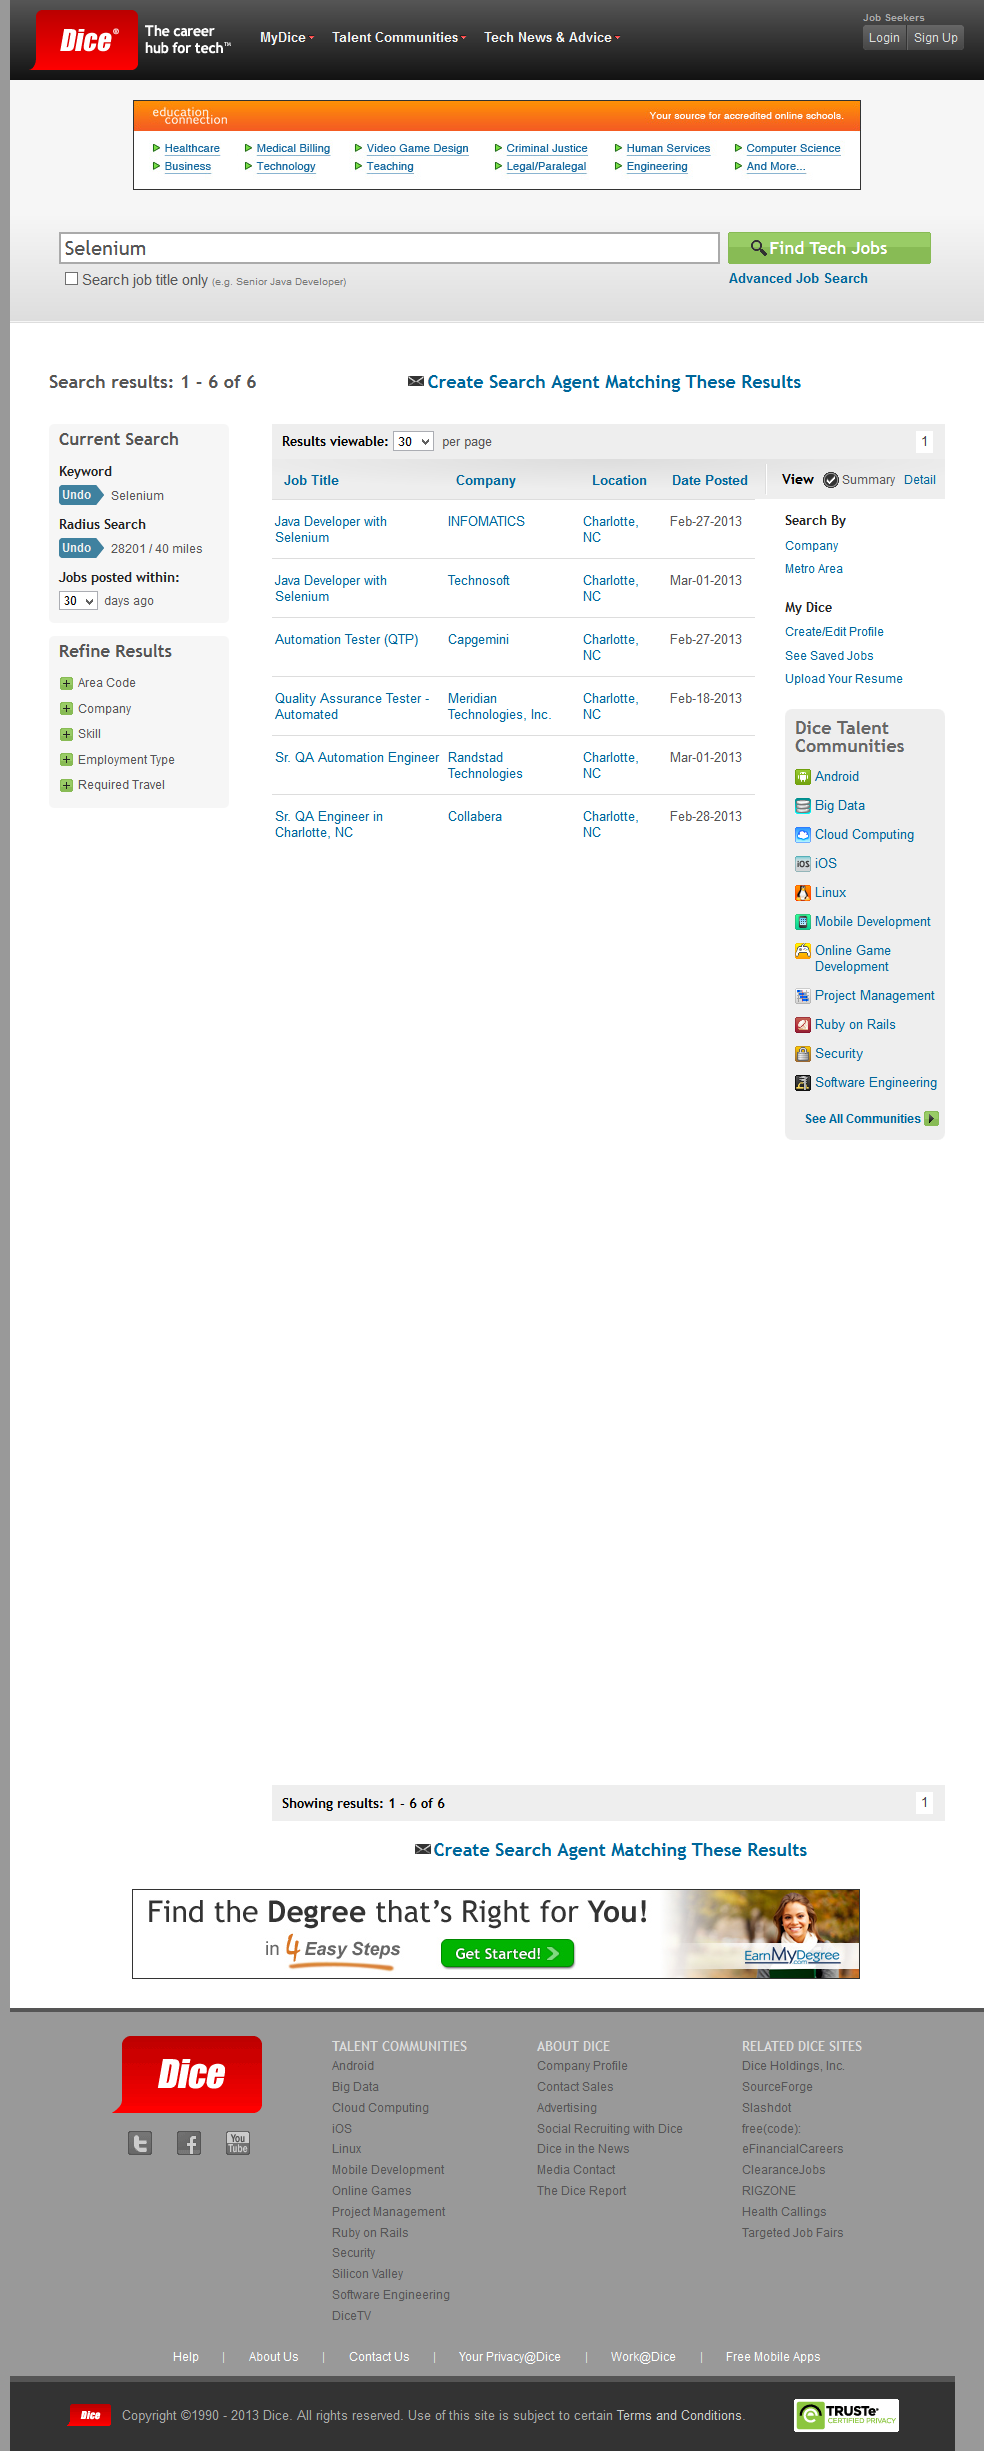 Dice®
The career
hub for tech™
MyDice
Talent Communities
Tech News & Advice
Job Seekers
Login
Sign Up
education
connection
Your source for accredited online schools.
Healthcare
Medical Billing
Video Game Design
Criminal Justice
Human Services
Computer Science
Business
Technology
Teaching
Legal/Paralegal
Engineering
And More...
Selenium
Find Tech Jobs
Search job title only (e.g. Senior Java Developer)
Advanced Job Search
Search results: 1 - 6 of 6
Create Search Agent Matching These Results
Current Search
Keyword
Undo Selenium
Radius Search
Undo 28201 / 40 miles
Jobs posted within:
30 days ago
Refine Results
Area Code
Company
Skill
Employment Type
Required Travel
Results viewable: 30 per page
1
Job Title Company Location Date Posted
View Summary Detail
Java Developer with INFOMATICS Charlotte, Feb-27-2013
Selenium NC
Java Developer with Technosoft Charlotte, Mar-01-2013
Selenium NC
Automation Tester (QTP) Capgemini Charlotte, Feb-27-2013
NC
Quality Assurance Tester - Meridian Charlotte, Feb-18-2013
Automated Technologies, Inc. NC
Sr. QA Automation Engineer Randstad Charlotte, Mar-01-2013
Technologies NC
Sr. QA Engineer in Collabera Charlotte, Feb-28-2013
Charlotte, NC NC
Search By
Company
Metro Area
My Dice
Create/Edit Profile
See Saved Jobs
Upload Your Resume
Dice Talent
Communities
Android
Big Data
Cloud Computing
iOS
iOS
Linux
Mobile Development
Online Game
Development
Project Management
Ruby on Rails
Security
Software Engineering
See All Communities
Showing results: 1 - 6 of 6
1
Create Search Agent Matching These Results
Find the Degree that's Right for You!
in 4 Easy Steps
Get Started!
EarnMyDegree
.com
Dice
You
Tube
TALENT COMMUNITIES
Android
Big Data
Cloud Computing
iOS
Linux
Mobile Development
Online Games
Project Management
Ruby on Rails
Security
Silicon Valley
Software Engineering
DiceTV
ABOUT DICE
Company Profile
Contact Sales
Advertising
Social Recruiting with Dice
Dice in the News
Media Contact
The Dice Report
RELATED DICE SITES
Dice Holdings, Inc.
SourceForge
Slashdot
free(code):
eFinancialCareers
ClearanceJobs
RIGZONE
Health Callings
Targeted Job Fairs
Help | About Us | Contact Us | Your Privacy@Dice | Work@Dice | Free Mobile Apps
Dice
Copyright ©1990 - 2013 Dice. All rights reserved. Use of this site is subject to certain Terms and Conditions.
TRUSTe
CERTIFIED PRIVACY